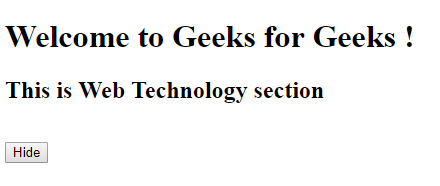 Welcome to Geeks for Geeks !
This is Web Technology section
Hide